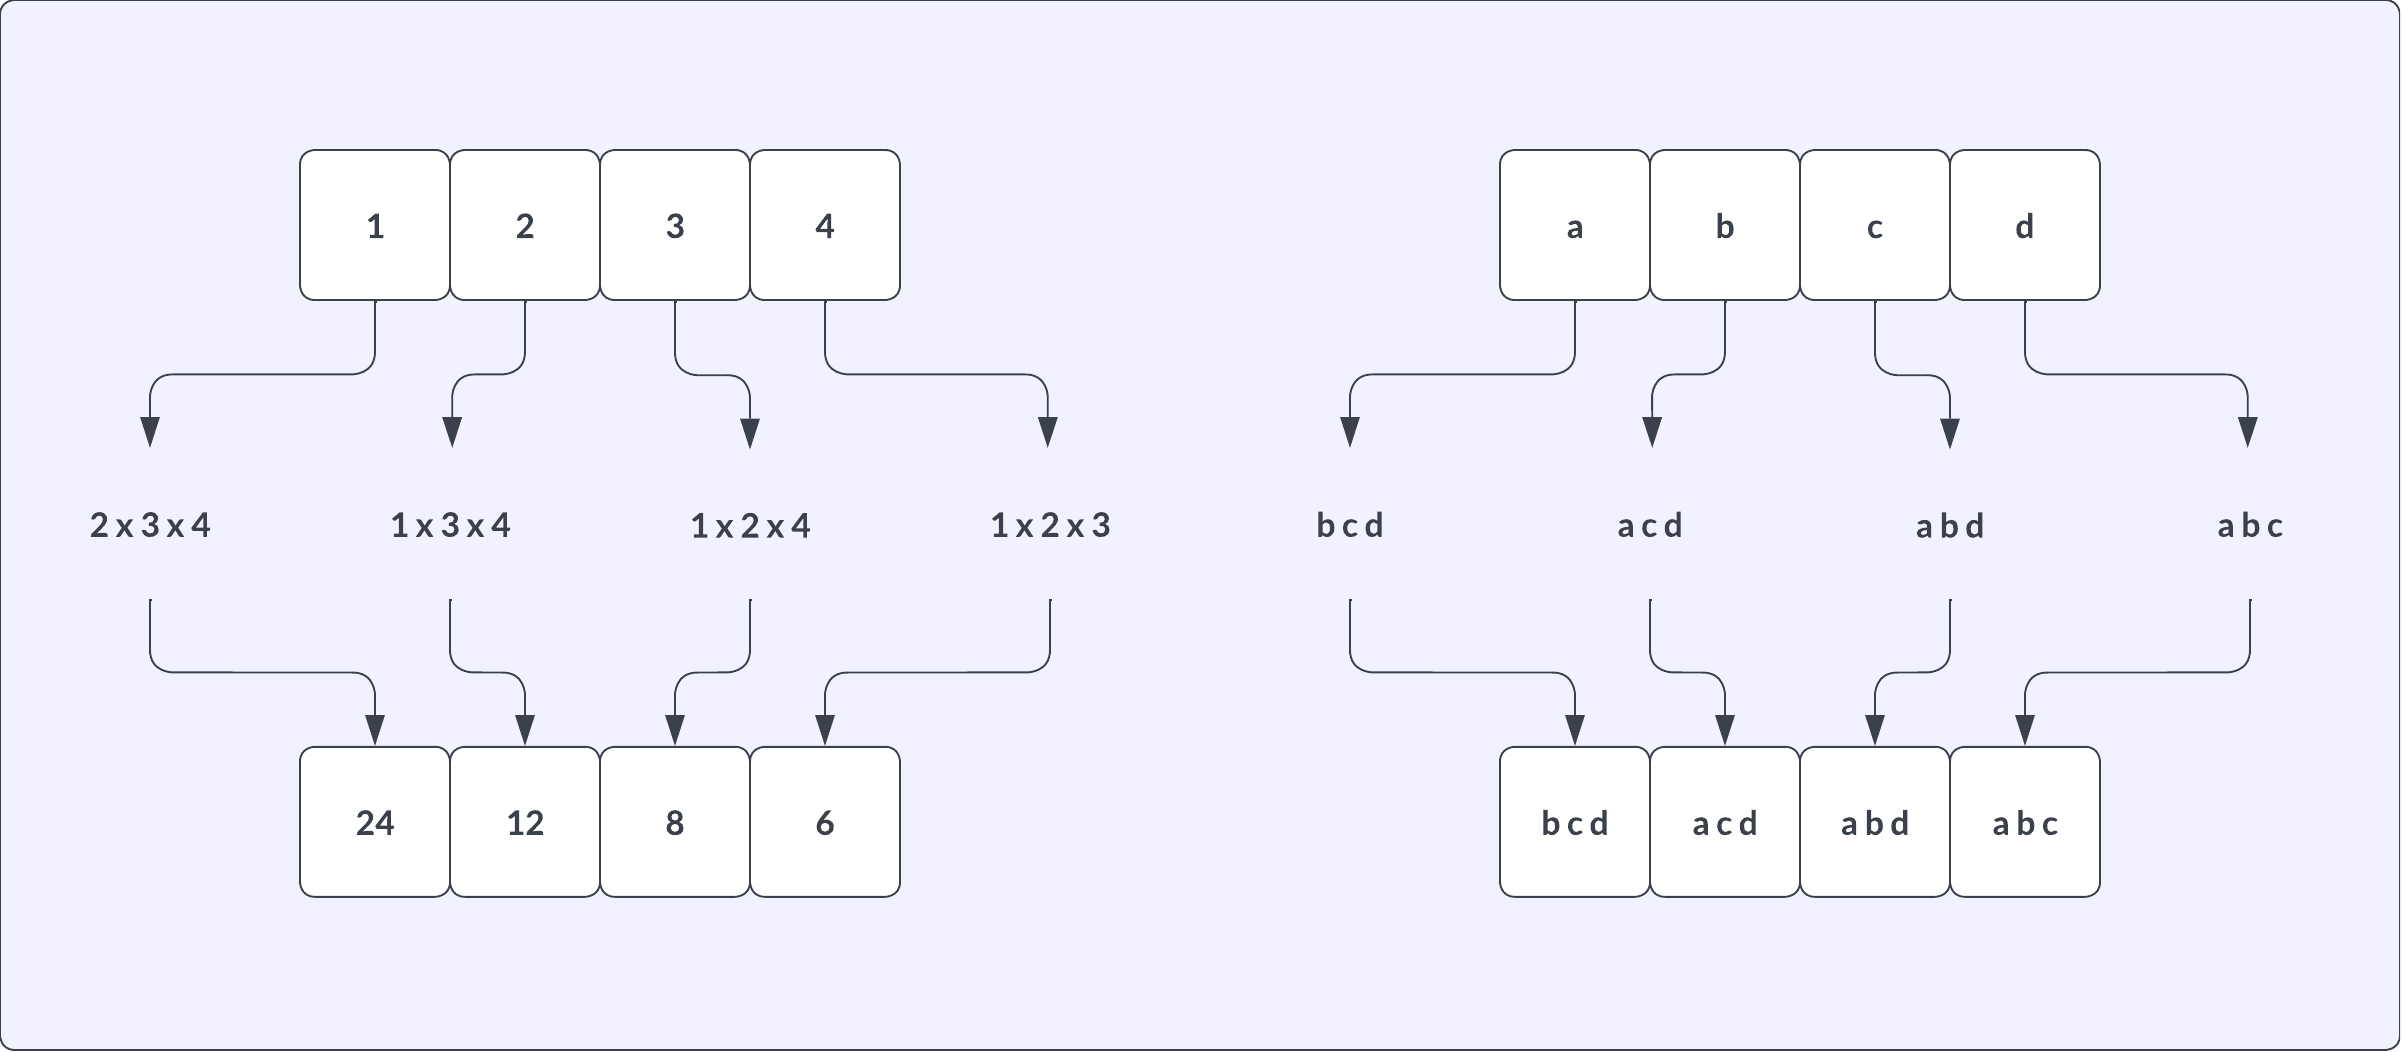 1 2 3 4
a b c d
2 x 3 x 4
1 x 3 x 4
1 x 2 x 4
1 x 2 x 3
b c d
a c d
a b d
a b c
24 12 8 6
b c d
a c d
a b d
a b c